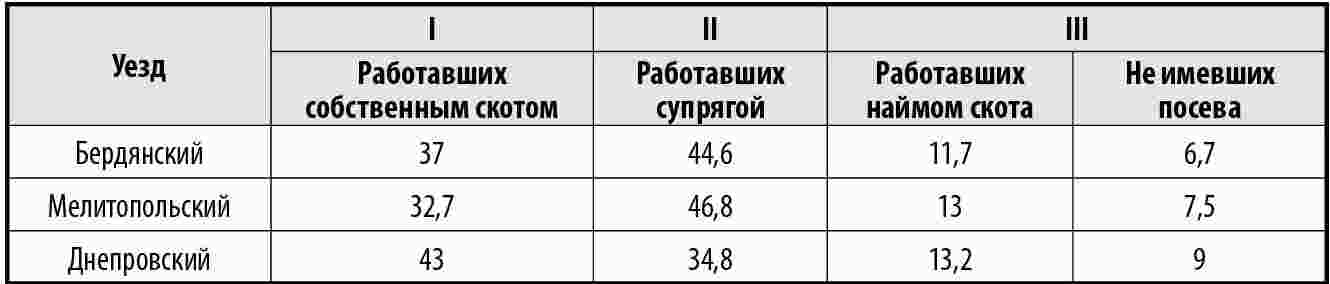 Уезд I II III
Работавших собственным скотом Работавших супрягой Работавших наймом скота Не имевших посева
Бердянский 37 44,6 11,7 6,7
Мелитопольский 32,7 46,8 13 7,5
Днепровский 43 34,8 13,2 9